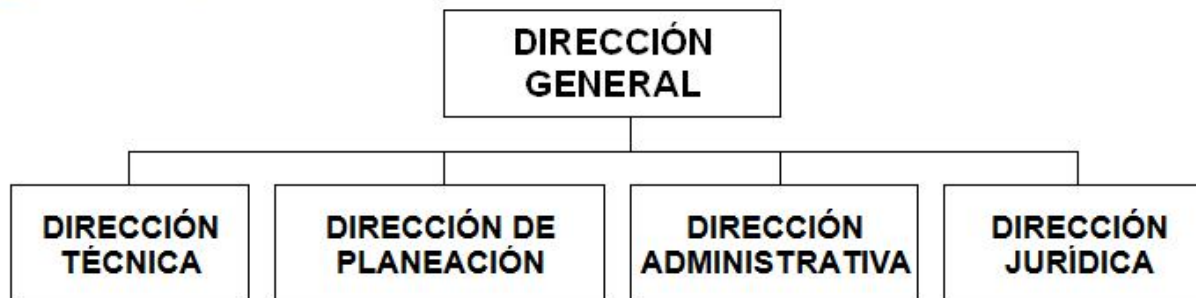 DIRECCIÓN
GENERAL
DIRECCIÓN
TÉCNICA
DIRECCIÓN DE
PLANEACIÓN
DIRECCIÓN
ADMINISTRATIVA
DIRECCIÓN
JURÍDICA